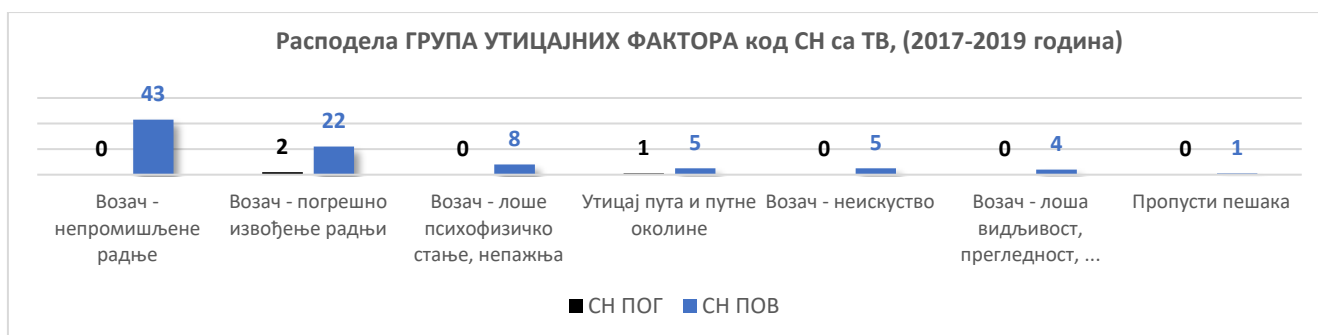 Расподела ГРУПА УТИЦАЈНИХ ФАКТОРА код СН са ТВ, (2017-2019 година)
0 43 2 22 0 8 1 5 0 5 0 4 0 1
Возач -
непромишљене
радње
Возач - погрешно
извођење радњи
Возач - лоше
психофизичко
стање, непажња
Утицај пута и путне
околине
Возач - неискуство
Возач - лоша
видљивост,
прегледност, ...
Пропусти пешака
СН ПОГ СН ПОВ